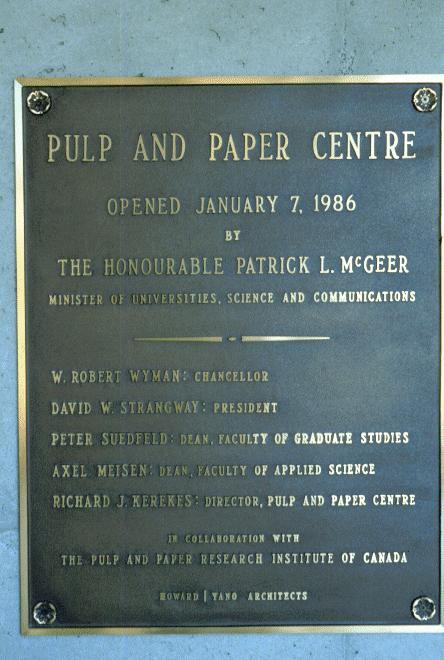 PULP AND PAPER CENTRE
OPENED JANUARY 7, 1986
BY
THE HONOURABLE PATRICK L. McGEER
MINISTER OF UNIVERSITIES, SCIENCE AND COMMUNICATIONS
W. ROBERT WYMAN: CHANCELLOR
DAVID W. STRANGWAY: PRESIDENT
PETER SUEDFELD: DEAN, FACULTY OF GRADUATE STUDIES
AXEL MEISEN: DEAN, FACULTY OF APPLIED SCIENCE
RICHARD J. KEREKES: DIRECTOR, PULP AND PAPER CENTRE
IN COLLABORATION WITH
THE PULP AND PAPER RESEARCH INSTITUTE OF CANADA
HOWARD | YANO ARCHITECTS